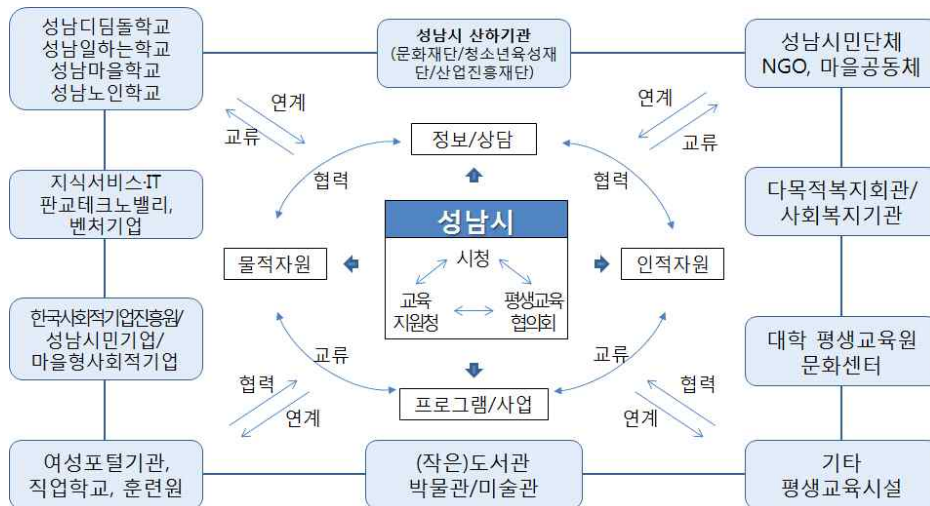 성남디딤돌학교
성남일하는학교
성남마을학교
성남노인학교
성남시 산하기관
(문화재단/청소년육성재
단/산업진흥재단)
성남시민단체
NGO, 마을공동체
연계
교류
연계
교류
정보/상담
협력
협력
지식서비스·IT
판교테크노밸리,
벤처기업
다목적복지회관/
사회복지기관
성남시
시청
교육
지원청
평생교육
협의회
물적자원
인적자원
한국사회적기업진흥원/
성남시민기업/
마을형사회적기업
대학 평생교육원
문화센터
교류
교류
협력
연계
협력
연계
프로그램/사업
여성포털기관,
직업학교, 훈련원
(작은)도서관
박물관/미술관
기타
평생교육시설